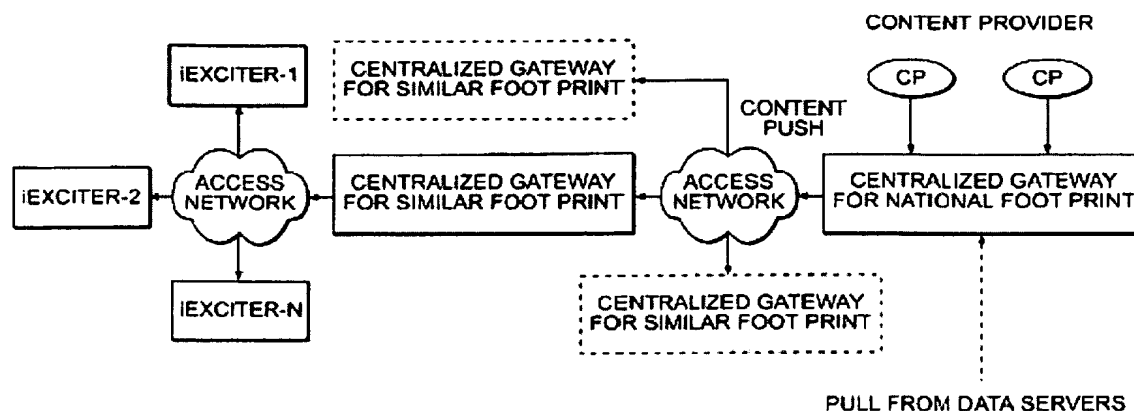 CONTENT PROVIDER
CP
CP
iEXCITER-1
CENTRALIZED GATEWAY
FOR SIMILAR FOOT PRINT
CONTENT
PUSH
iEXCITER-2
ACCESS
NETWORK
CENTRALIZED GATEWAY
FOR SIMILAR FOOT PRINT
ACCESS
NETWORK
CENTRALIZED GATEWAY
FOR NATIONAL FOOT PRINT
iEXCITER-N
CENTRALIZED GATEWAY
FOR SIMILAR FOOT PRINT
PULL FROM DATA SERVERS